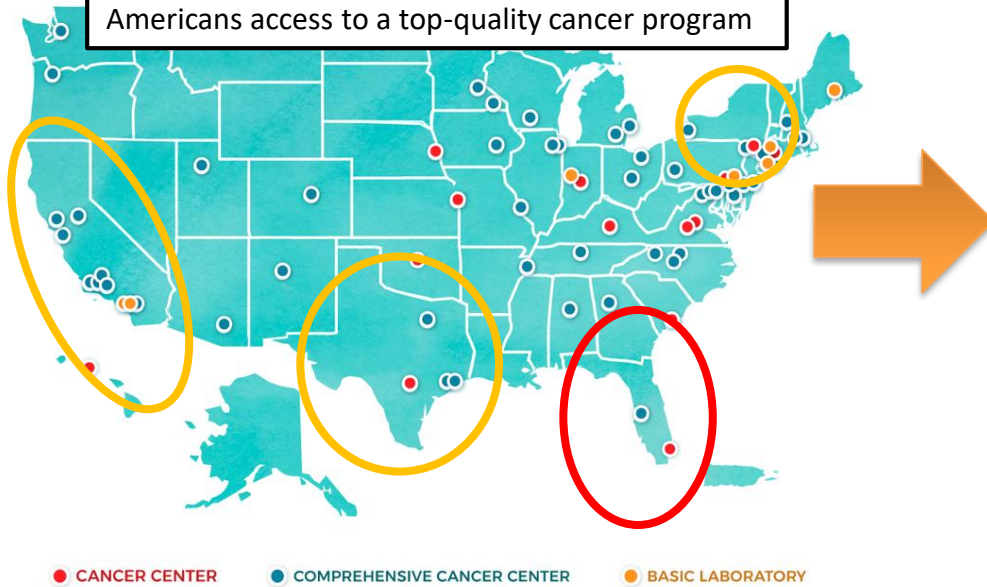 Americans access to a top-quality cancer program
CANCER CENTER
COMPREHENSIVE CANCER CENTER
BASIC LABORATORY